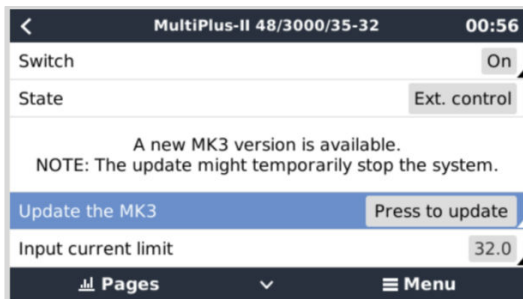 MultiPlus-II 48/3000/35-32 00:56
Switch On
State Ext. control
A new MK3 version is available.
NOTE: The update might temporarily stop the system.
Update the MK3 Press to update
Input current limit 32.0
Pages Menu